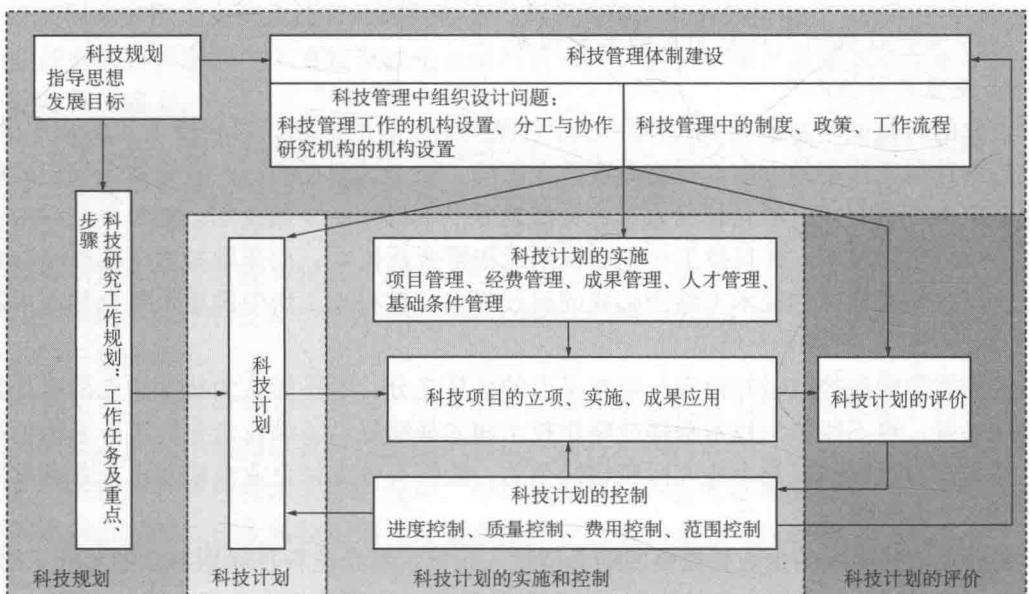 科技规划
指导思想
发展目标
科技管理体制建设
科技管理中组织设计问题：
科技管理工作的机构设置、分工与协作
研究机构的机构设置
科技管理中的制度、政策、工作流程
科技研究工作规划：工作任务及重点、
步骤
科技计划
科技计划的实施
项目管理、经费管理、成果管理、人才管理、
基础条件管理
科技项目的立项、实施、成果应用
科技计划的评价
科技计划的控制
进度控制、质量控制、费用控制、范围控制
科技规划
科技计划
科技计划的实施和控制
科技计划的评价